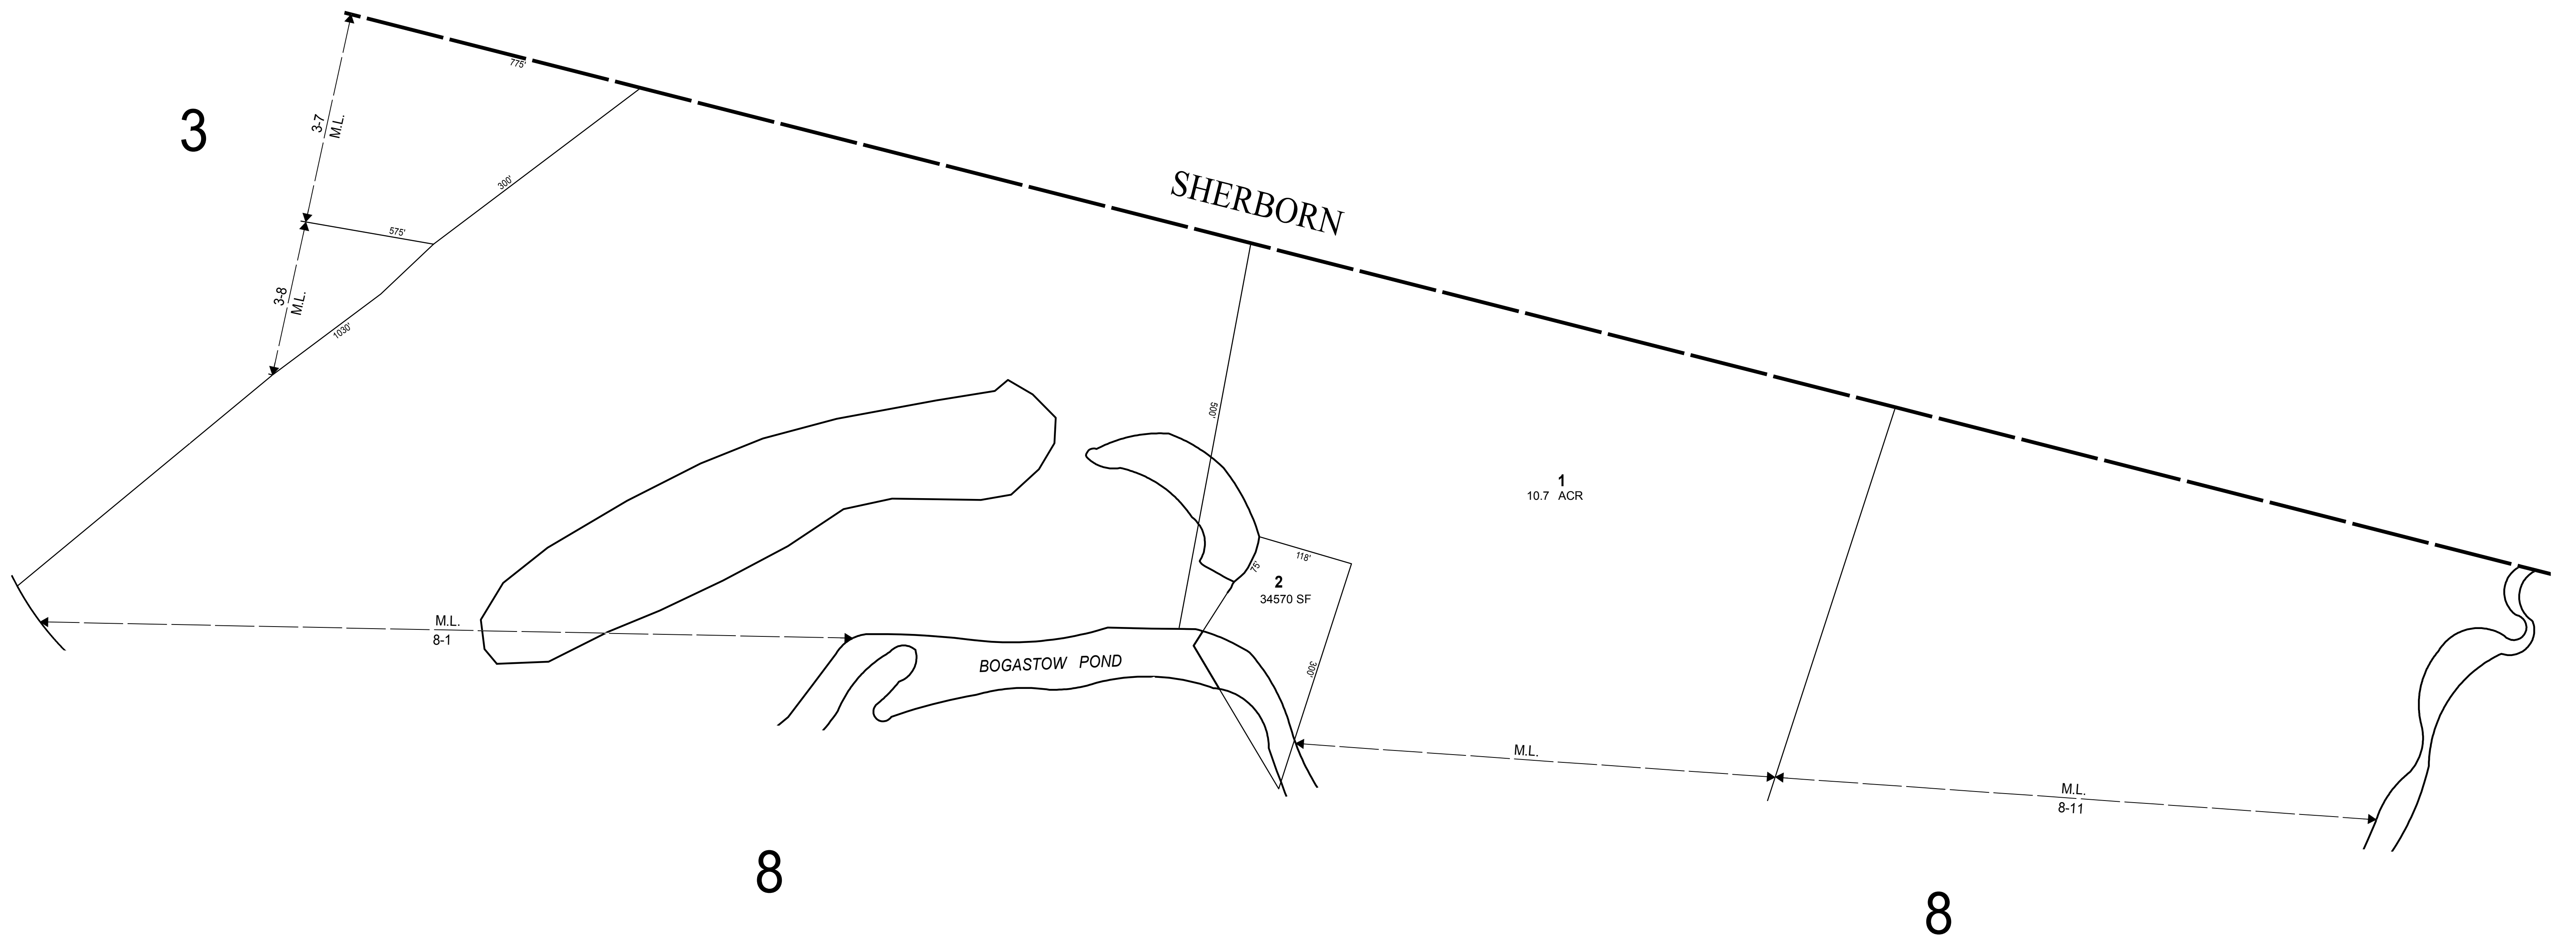 775'
3
3-7
M.L.
300'
SHERBORN
575'
3-8
M.L.
1030'
500'
1
10.7 ACR
118'
75'
2
34570 SF
M.L.
8-1
BOGASTOW POND
300'
M.L.
M.L.
8-11
8
8